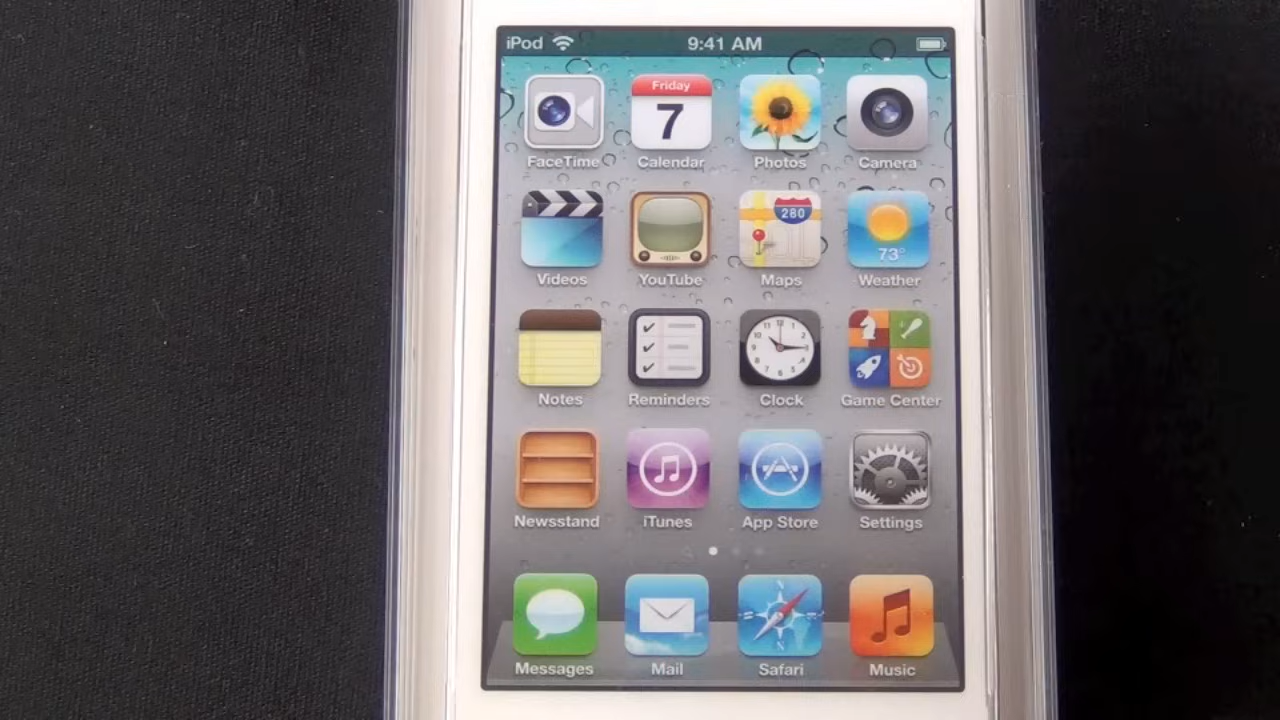 iPod 9:41 AM
Friday
7
FaceTime Calendar Photos Camera
280
73°
Videos YouTube Maps Weather
Notes Reminders Clock Game Center
Newsstand iTunes App Store Settings
Messages Mail Safari Music